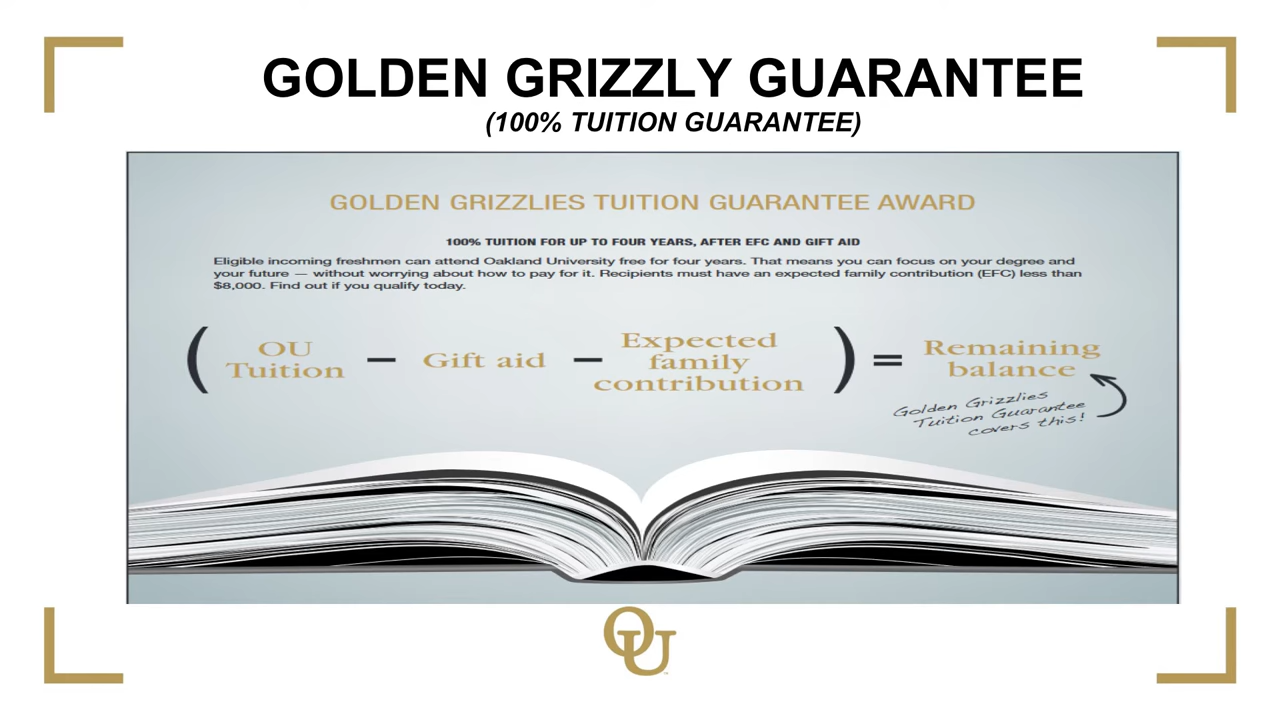 GOLDEN GRIZZLY GUARANTEE
(100% TUITION GUARANTEE)
GOLDEN GRIZZLIES TUITION GUARANTEE AWARD
100% TUITION FOR UP TO FOUR YEARS, AFTER EFC AND GIFT AID
Eligible incoming freshmen can attend Oakland University free for four years. That means you can focus on your degree and
your future — without worrying about how to pay for it. Recipients must have an expected family contribution (EFC) less than
$8,000. Find out if you qualify today.
( OU Tuition – Gift aid – Expected family contribution ) = Remaining balance
Golden Grizzlies
Tuition Guarantee
covers this!
OU